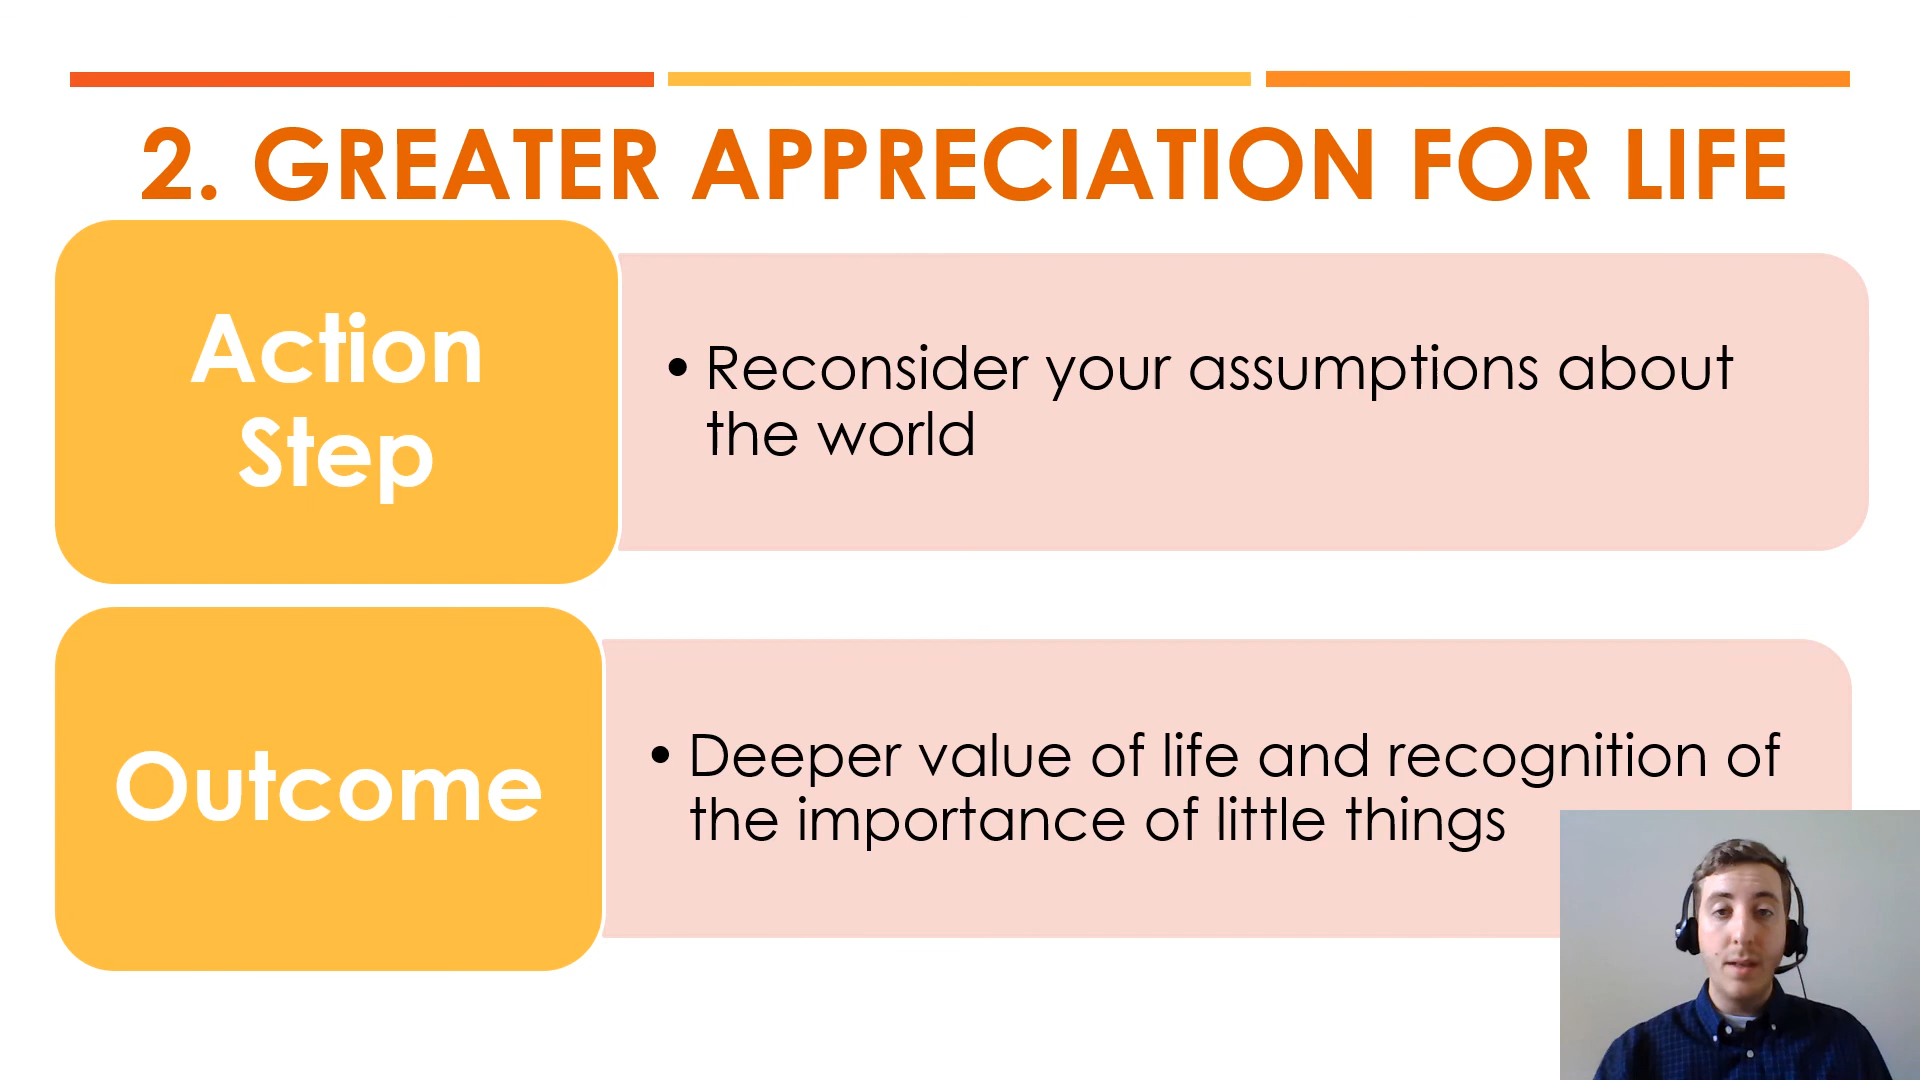 2. GREATER APPRECIATION FOR LIFE
Action
Step
• Reconsider your assumptions about
the world
Outcome
• Deeper value of life and recognition of
the importance of little things